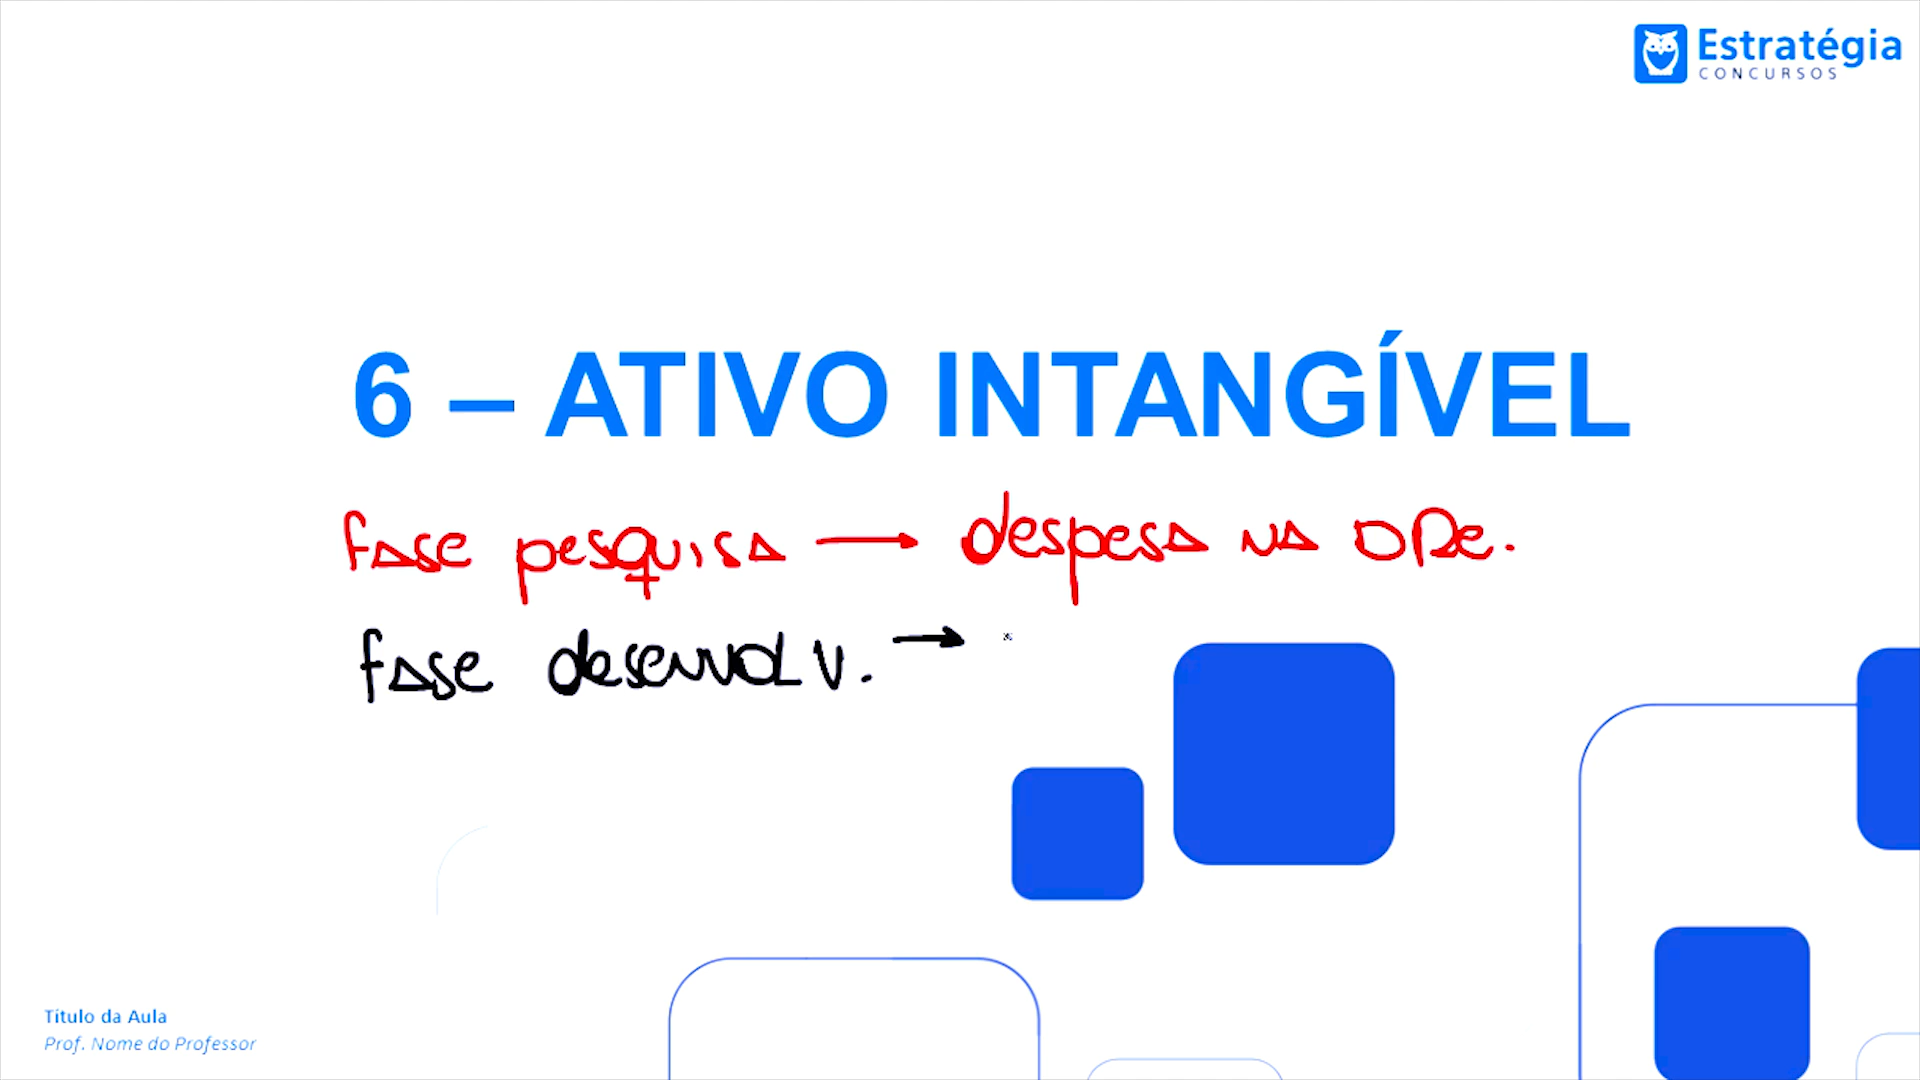 Estratégia
CONCURSOS
6 – ATIVO INTANGÍVEL
fase pesquisa → despesa na DRe.
fase desenvolv. →
Título da Aula
Prof. Nome do Professor